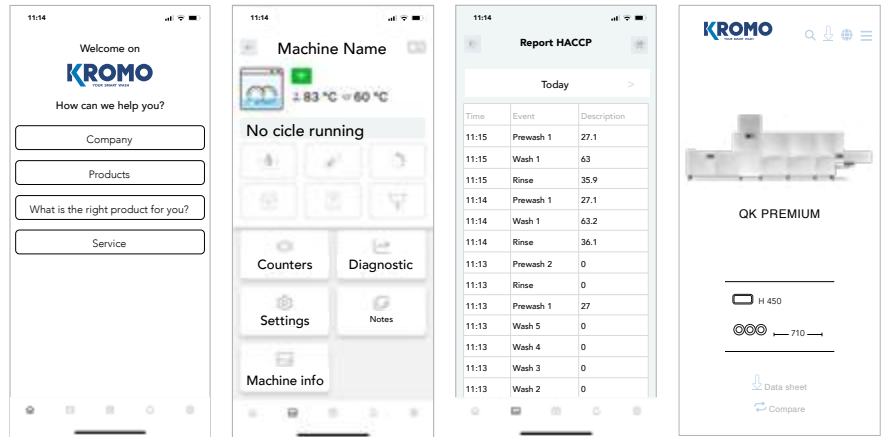 11:14
Welcome on
KROMO
YOUR SMART WASH
How can we help you?
Company
Products
What is the right product for you?
Service
11:14
Machine Name
83 °C 60 °C
No cicle running
Counters
Diagnostic
Settings
Notes
Machine info
11:14
Report HACCP
Today >
Time Event Description
11:15 Prewash 1 27.1
11:15 Wash 1 63
11:15 Rinse 35.9
11:14 Prewash 1 27.1
11:14 Wash 1 63.2
11:14 Rinse 36.1
11:13 Prewash 2 0
11:13 Rinse 0
11:13 Prewash 1 27
11:13 Wash 5 0
11:13 Wash 4 0
11:13 Wash 3 0
11:13 Wash 2 0
KROMO
YOUR SMART WASH
QK PREMIUM
H 450
710
Data sheet
Compare